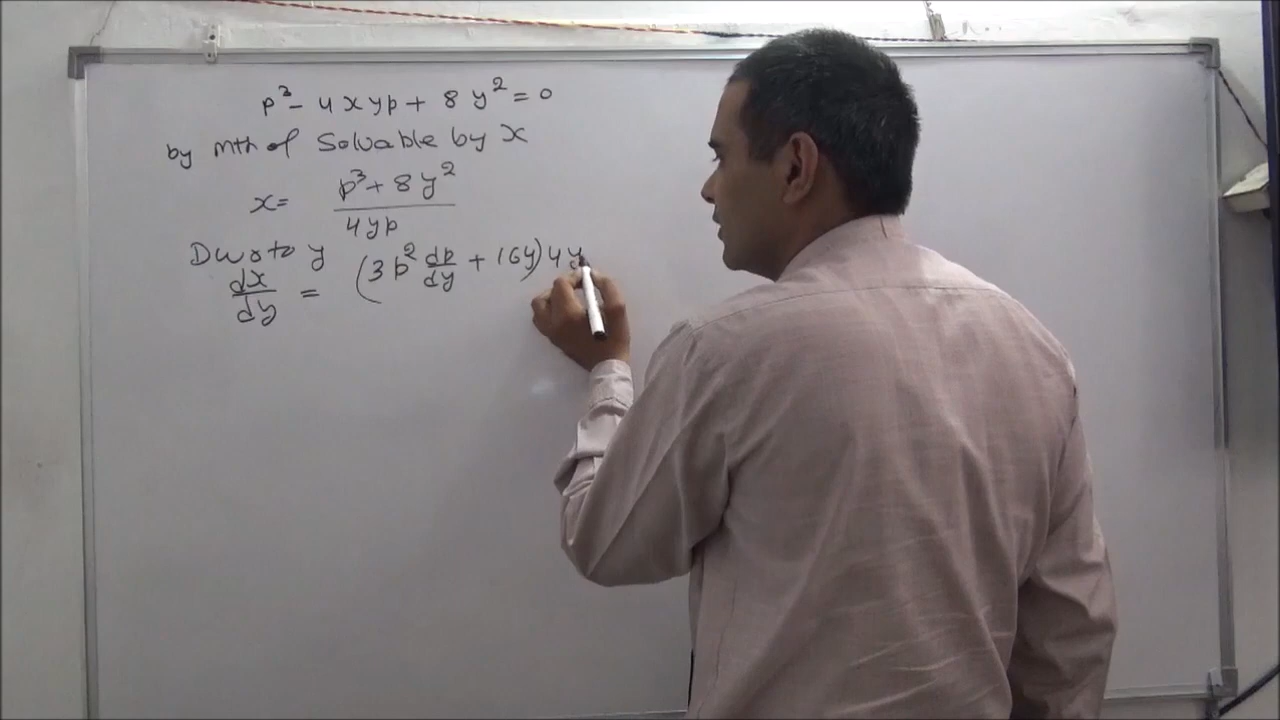 p³ - 4xyp + 8y² = 0
by mth of Solvable by x
x = (p³ + 8y²) / 4yp
D w r to y
dx/dy = (3p² dp/dy + 16y) 4y